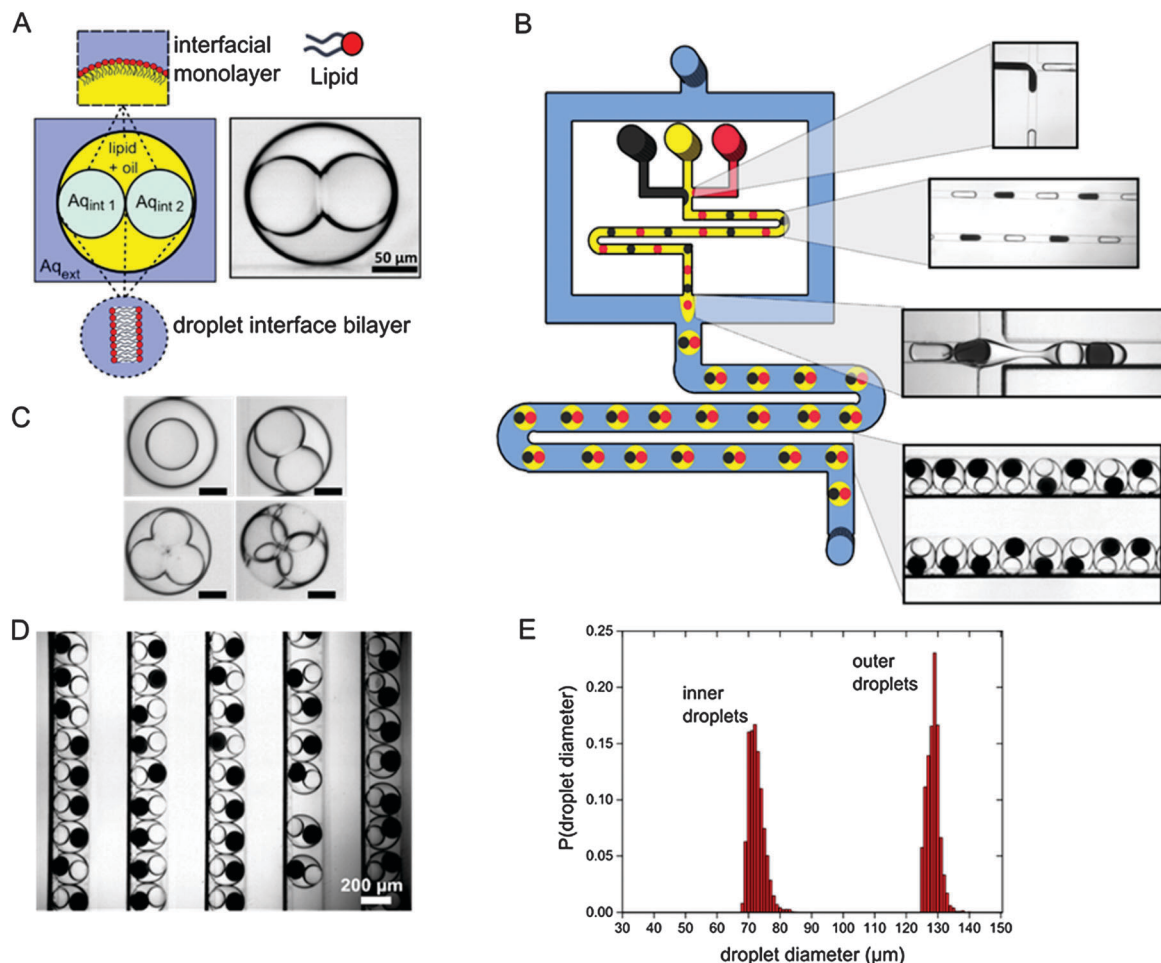 A
interfacial
monolayer
Lipid
lipid
+ oil
Aqint 1
Aqint 2
Aqext
50 µm
droplet interface bilayer
B
C
D
200 µm
E
0.25
0.20
0.15
0.10
0.05
0.00
P(droplet diameter)
inner
droplets
outer
droplets
30 40 50 60 70 80 90 100 110 120 130 140 150
droplet diameter (µm)